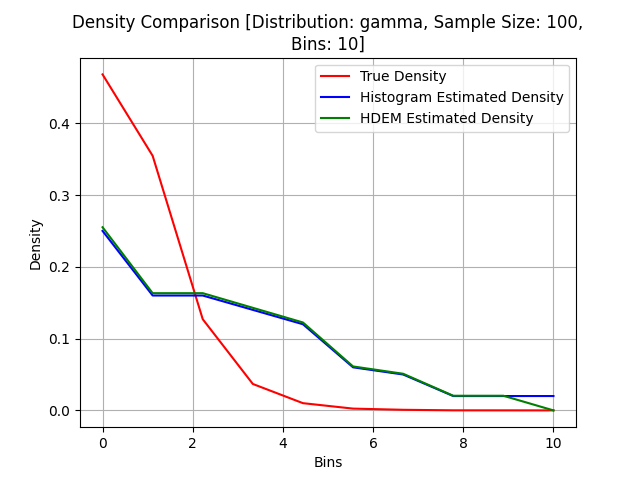 Density Comparison [Distribution: gamma, Sample Size: 100,
Bins: 10]
True Density
Histogram Estimated Density
HDEM Estimated Density
Density
0.4
0.3
0.2
0.1
0.0
0 2 4 6 8 10
Bins